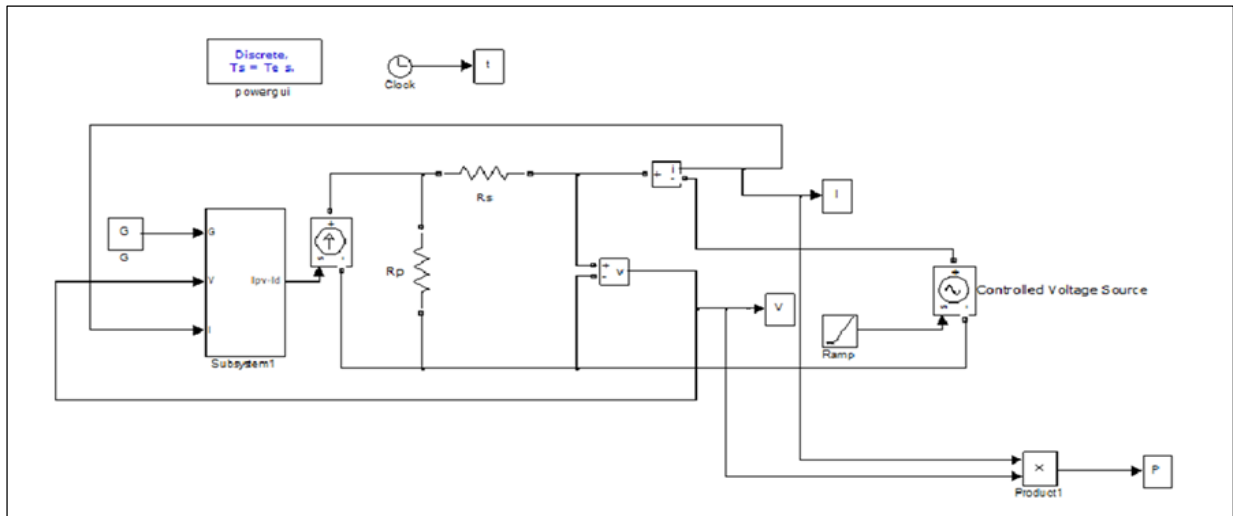 Discrete,
Ts = Te s.
powergui
Clock
t
Rs
+
i
-
I
G
G
G
V
I
Ipv-Id
Subsystem1
+
s
-
Rp
+
-
v
V
Ramp
+
s
-
Controlled Voltage Source
×
Product1
P